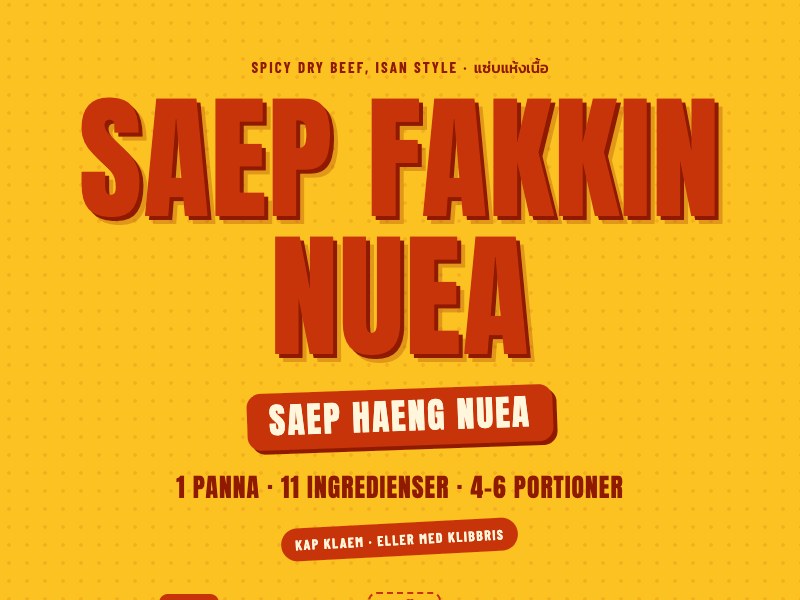 SPICY DRY BEEF, ISAN STYLE · แซ่บแห้งเนื้อ
SAEP FAKKIN
NUEA
SAEP HAENG NUEA
1 PANNA · 11 INGREDIENSER · 4-6 PORTIONER
KAP KLAEM · ELLER MED KLIBBRIS